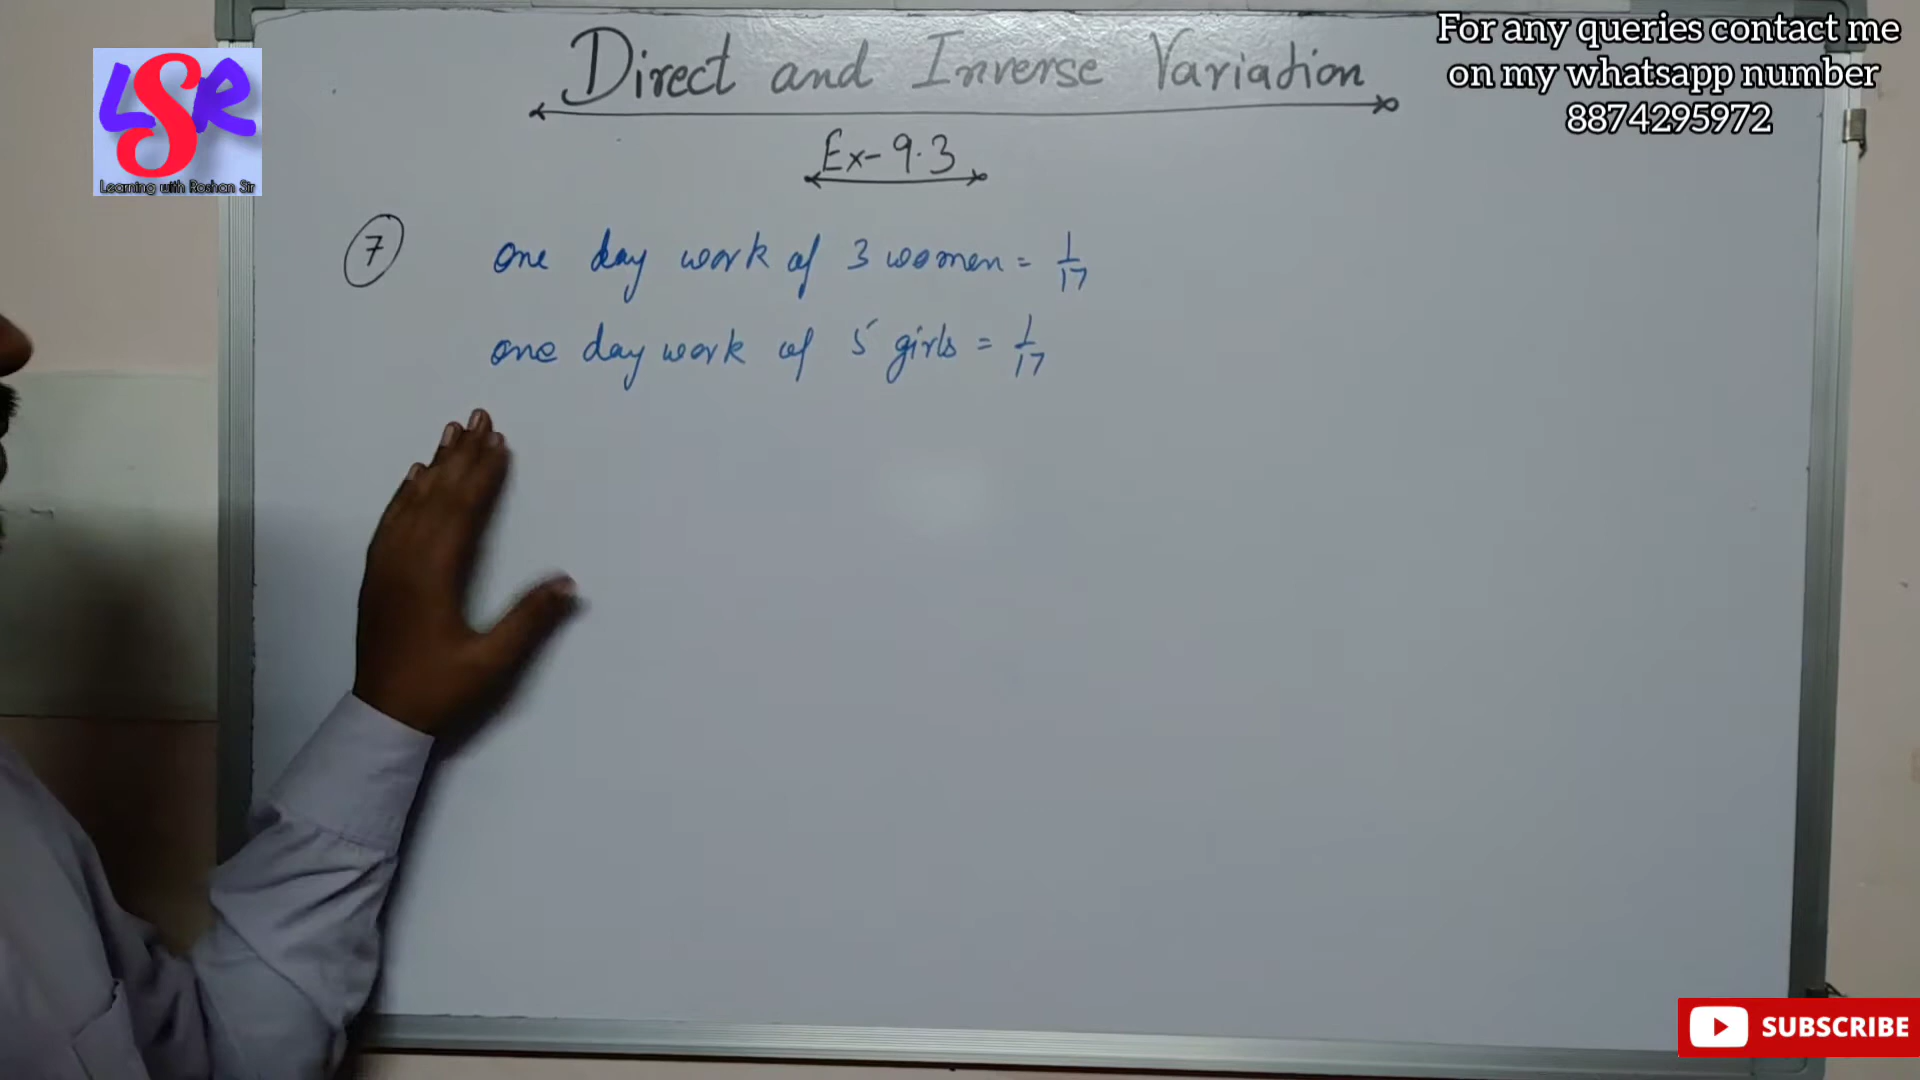 Direct and Inverse Variation
For any queries contact me
on my whatsapp number
8874295972
LSR
Learning with Roshan Sir
Ex-9.3
7 one day work of 3 women = 1/17
one day work of 5 girls = 1/17
SUBSCRIBE